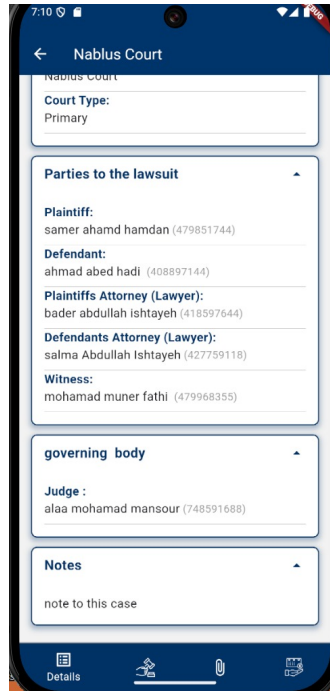 7:10
DEBUG
Nablus Court
Nablus Court
Court Type:
Primary
Parties to the lawsuit
Plaintiff:
samer ahamd hamdan (479851744)
Defendant:
ahmad abed hadi (408897144)
Plaintiffs Attorney (Lawyer):
bader abdullah ishtayeh (418597644)
Defendants Attorney (Lawyer):
salma Abdullah Ishtayeh (427759118)
Witness:
mohamad muner fathi (479968355)
governing body
Judge :
alaa mohamad mansour (748591688)
Notes
note to this case
Details